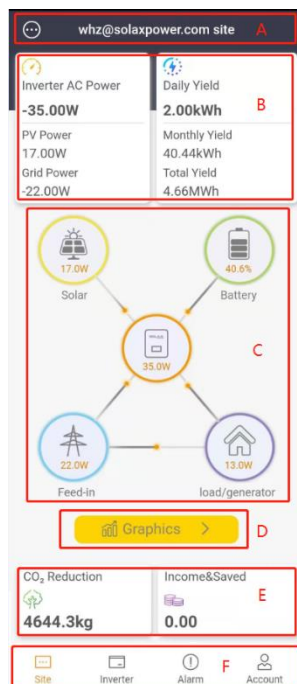 whz@solaxpower.com site A
Inverter AC Power
-35.00W
PV Power
17.00W
Grid Power
-22.00W
Daily Yield B
2.00kWh
Monthly Yield
40.44kWh
Total Yield
4.66MWh
17.0W 40.6%
Solar Battery
35.0W C
22.0W 13.0W
Feed-in load/generator
Graphics > D
CO₂ Reduction
4644.3kg
Income&Saved E
0.00
Site Inverter Alarm F Account